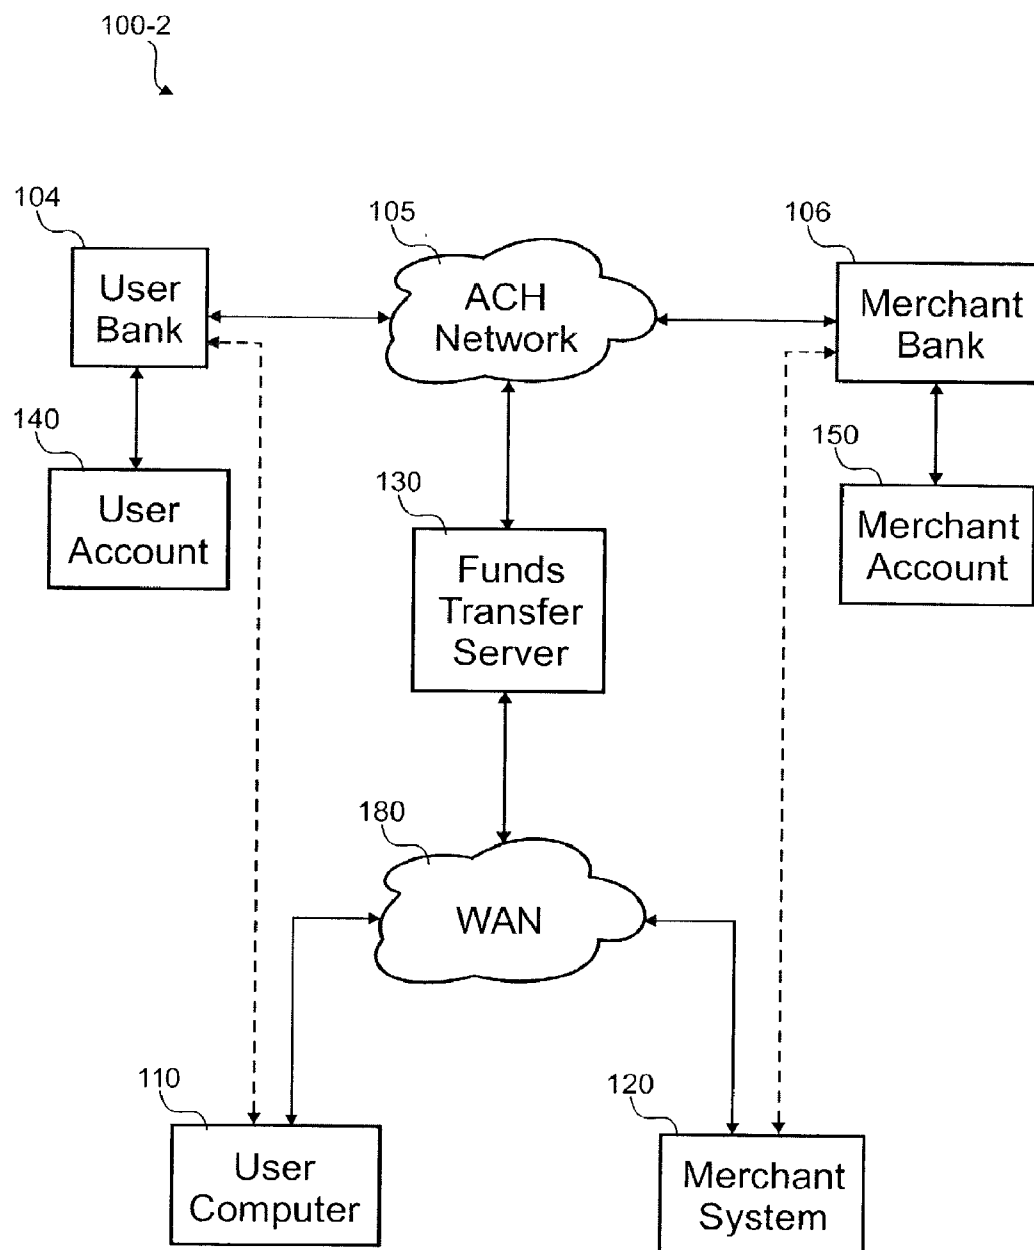 100-2
104
User
Bank
105
ACH
Network
106
Merchant
Bank
140
User
Account
130
Funds
Transfer
Server
150
Merchant
Account
180
WAN
110
User
Computer
120
Merchant
System